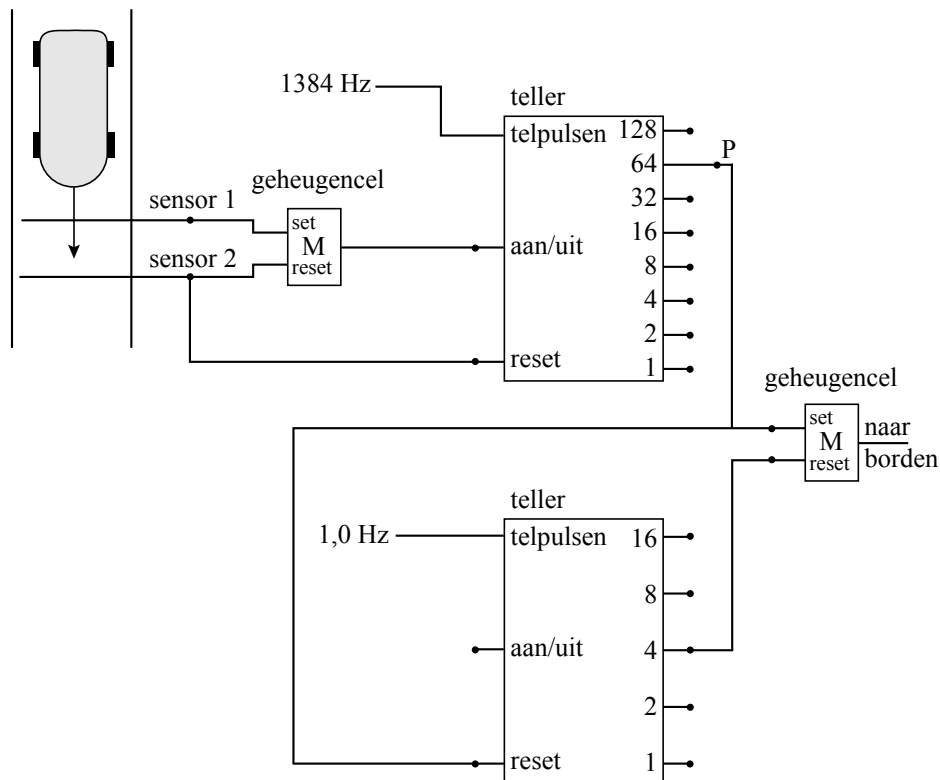 1384 Hz
teller
telpulsen
128
64
P
32
16
8
4
2
1
aan/uit
reset
sensor 1
sensor 2
geheugencel
set
M
reset
geheugencel
set
M
reset
naar
borden
teller
1,0 Hz
telpulsen
16
8
aan/uit
4
2
reset
1